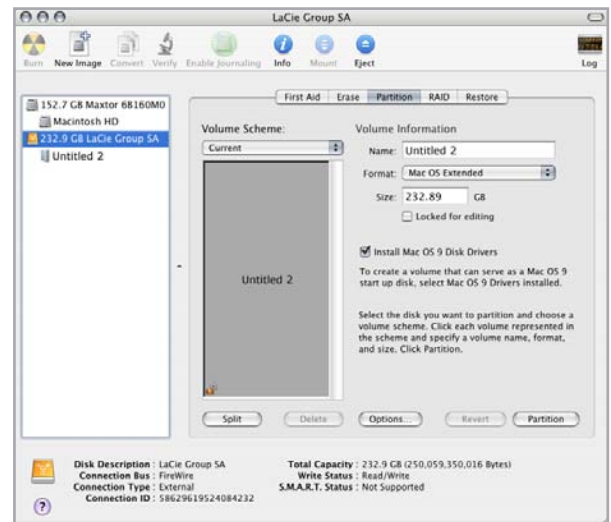 LaCie Group SA
Burn New Image Convert Verify Enable Journaling Info Mount Eject Log
152.7 GB Maxtor 6B160M0
Macintosh HD
232.9 GB LaCie Group SA
Untitled 2
First Aid Erase Partition RAID Restore
Volume Scheme:
Current
Untitled 2
Volume Information
Name: Untitled 2
Format: Mac OS Extended
Size: 232.89 GB
Locked for editing
Install Mac OS 9 Disk Drivers
To create a volume that can serve as a Mac OS 9
start up disk, select Mac OS 9 Drivers installed.
Select the disk you want to partition and choose a
volume scheme. Click each volume represented in
the scheme and specify a volume name, format,
and size. Click Partition.
Split Delete Options... Revert Partition
Disk Description : LaCie Group SA
Connection Bus : FireWire
Connection Type : External
Connection ID : 58629619524084232
Total Capacity : 232.9 GB (250,059,350,016 Bytes)
Write Status : Read/Write
S.M.A.R.T. Status : Not Supported
?